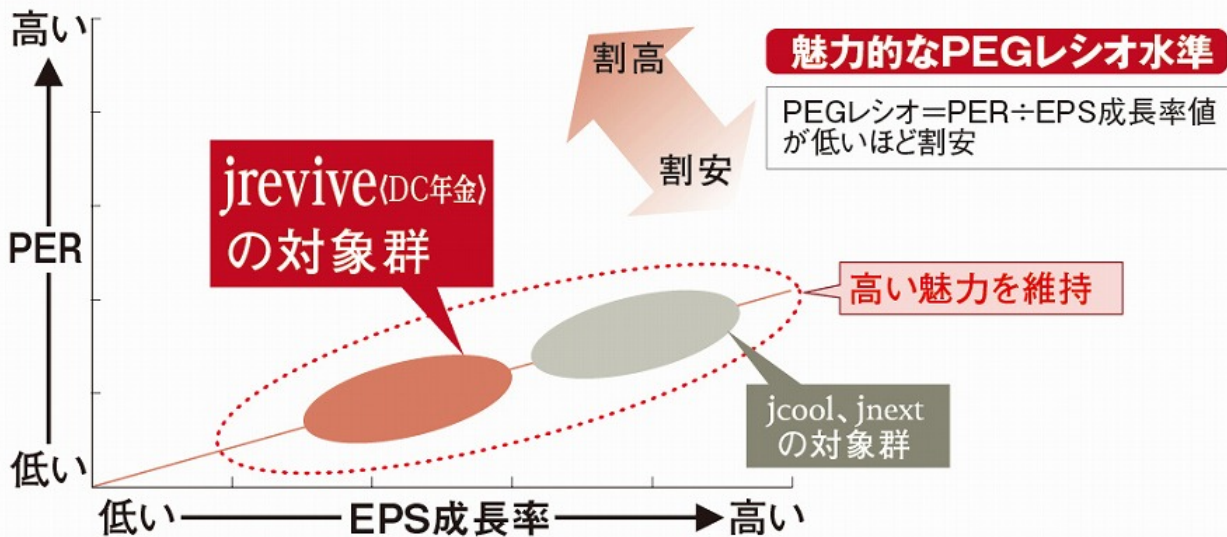 高い
PER
低い
割高
割安
魅力的なPEGレシオ水準
PEGレシオ=PER÷EPS成長率値
が低いほど割安
jrevive〈DC年金〉
の対象群
高い魅力を維持
jcool、jnext
の対象群
低い
EPS成長率
高い